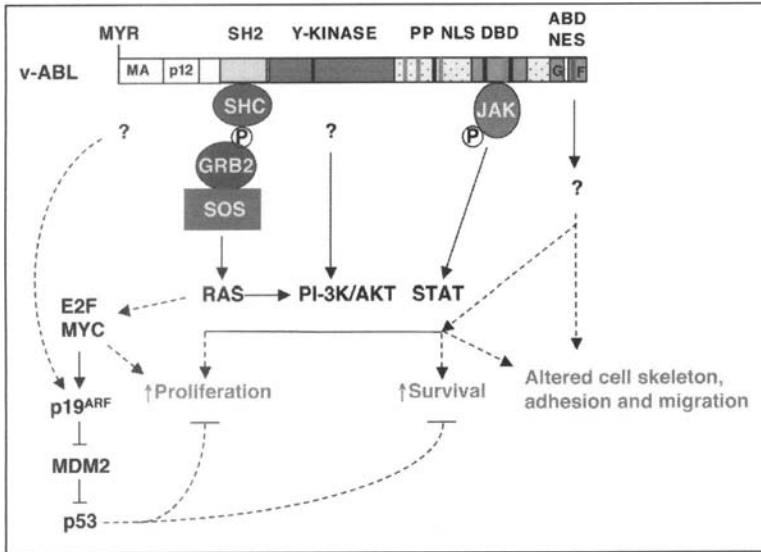 ABD
MYR SH2 Y-KINASE PP NLS DBD NES
v-ABL MA p12 G F
SHC JAK
? P ? P
GRB2
SOS ?
RAS PI-3K/AKT STAT
E2F
MYC
↑Proliferation ↑Survival Altered cell skeleton,
adhesion and migration
p19ARF
MDM2
p53